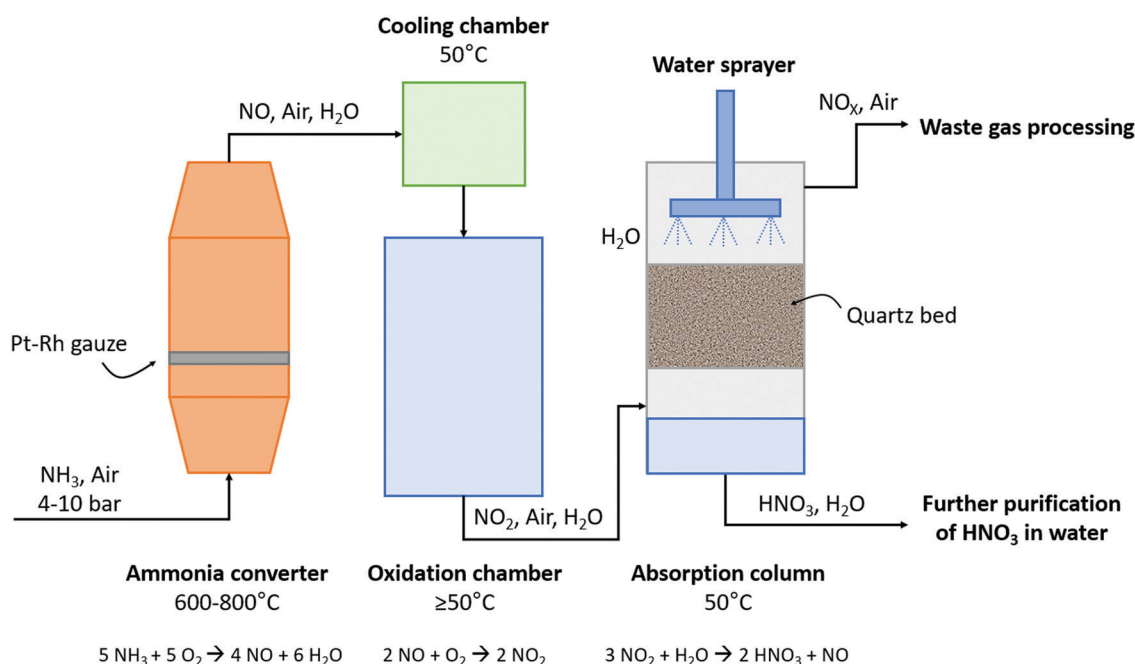 Cooling chamber
50°C
Water sprayer
NO, Air, H₂O
NOₓ, Air
Waste gas processing
H₂O
Quartz bed
Pt-Rh gauze
NH₃, Air
4-10 bar
NO₂, Air, H₂O
HNO₃, H₂O
Further purification
of HNO₃ in water
Ammonia converter
600-800°C
Oxidation chamber
≥50°C
Absorption column
50°C
5 NH₃ + 5 O₂ → 4 NO + 6 H₂O
2 NO + O₂ → 2 NO₂
3 NO₂ + H₂O → 2 HNO₃ + NO